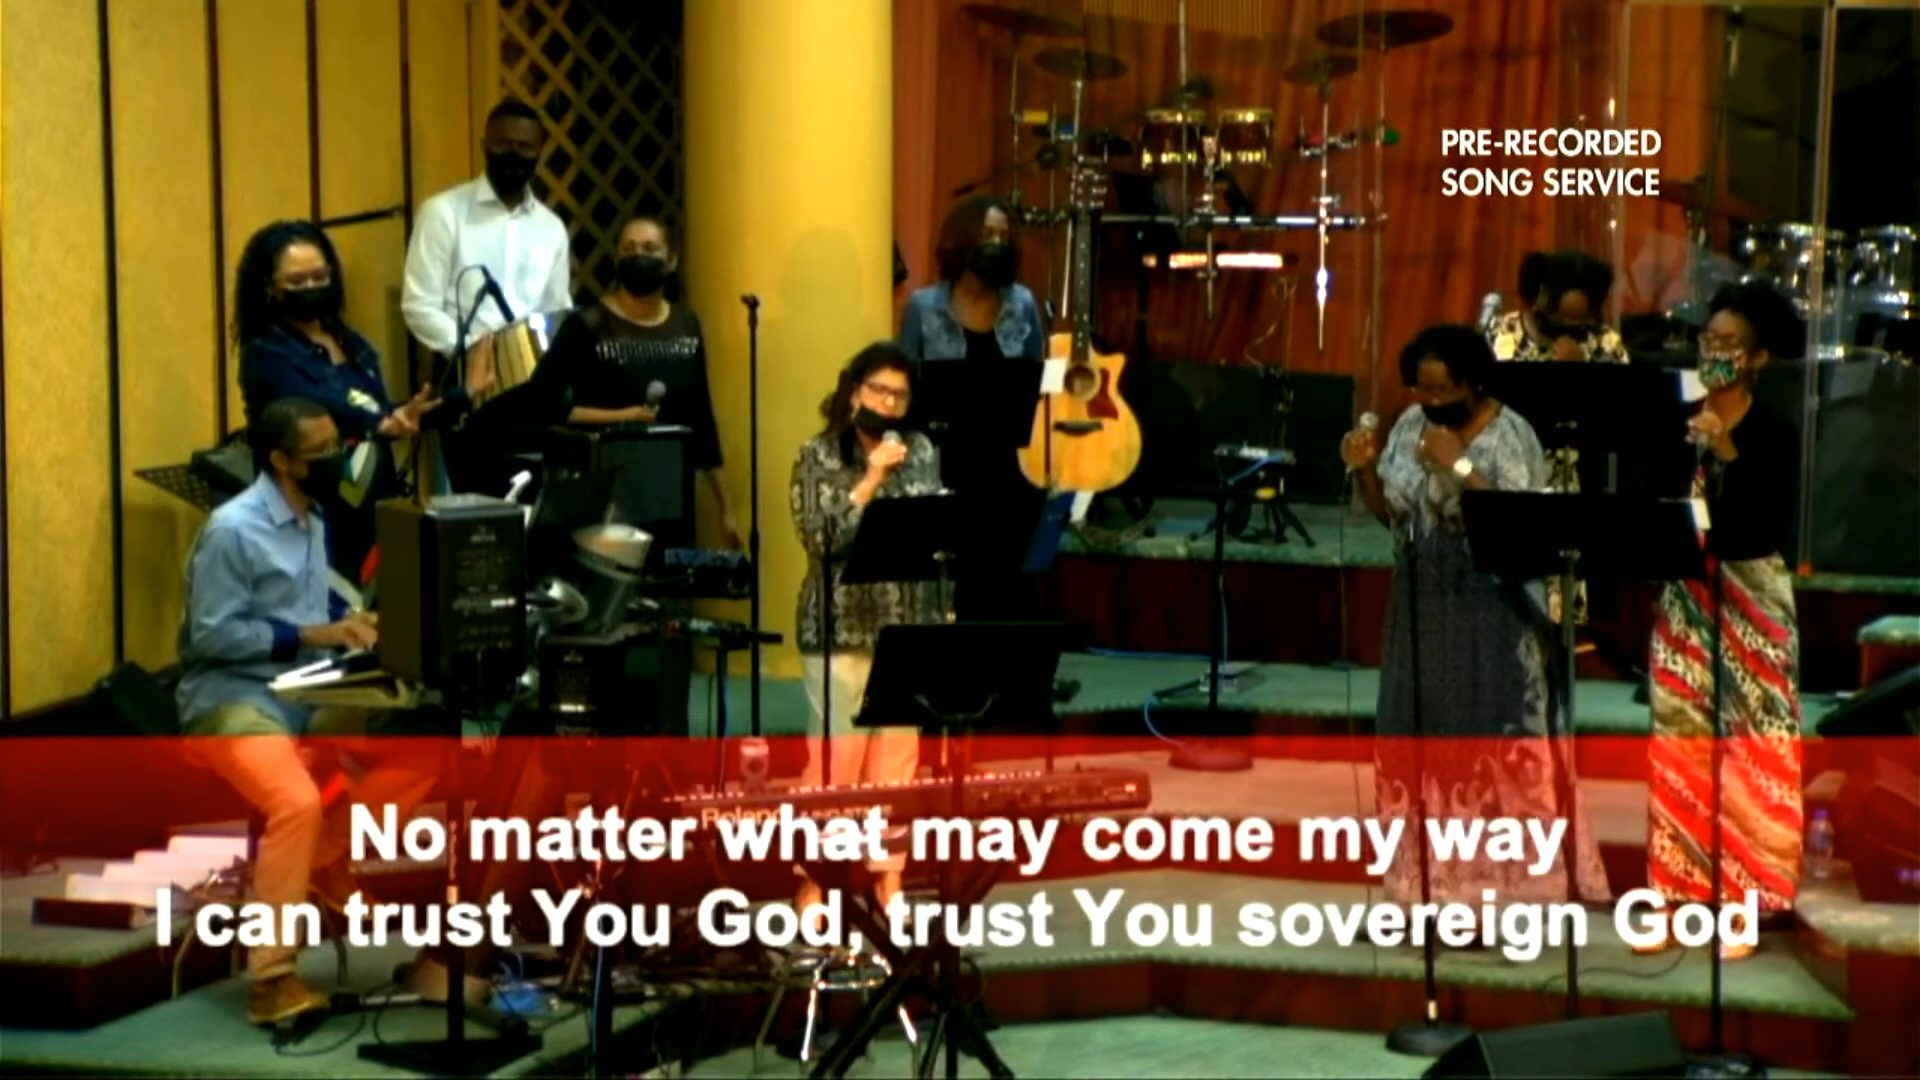 PRE-RECORDED
SONG SERVICE
Roland
No matter what may come my way
I can trust You God, trust You sovereign God